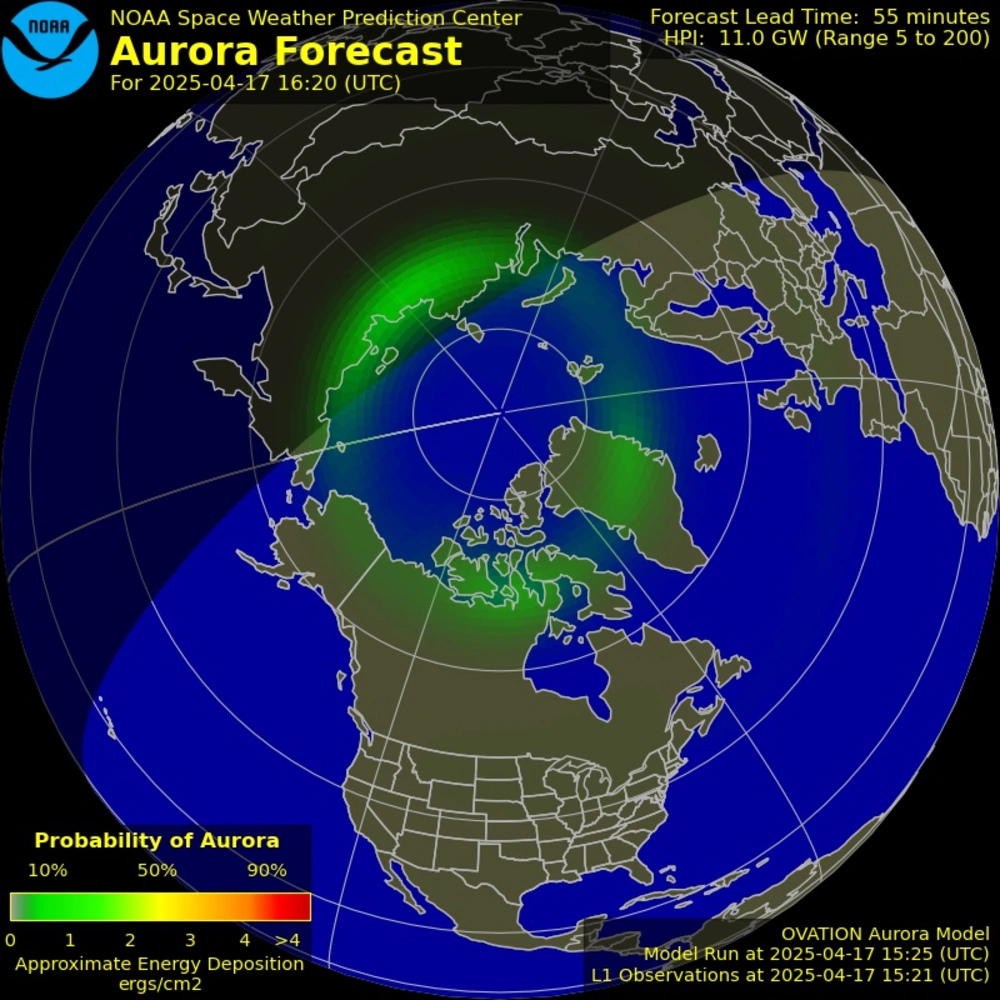 NOAA
NOAA Space Weather Prediction Center
Aurora Forecast
For 2025-04-17 16:20 (UTC)
Forecast Lead Time: 55 minutes
HPI: 11.0 GW (Range 5 to 200)
Probability of Aurora
10% 50% 90%
0 1 2 3 4 >4
Approximate Energy Deposition
ergs/cm2
OVATION Aurora Model
Model Run at 2025-04-17 15:25 (UTC)
L1 Observations at 2025-04-17 15:21 (UTC)